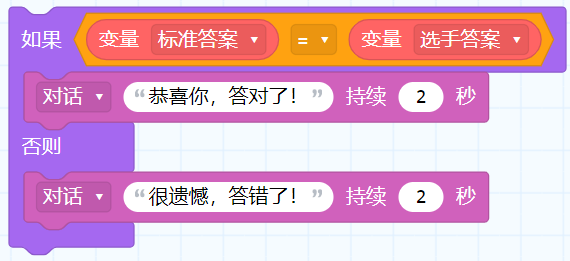 如果 变量 标准答案 = 变量 选手答案
对话 “恭喜你，答对了！” 持续 2 秒
否则
对话 “很遗憾，答错了！” 持续 2 秒